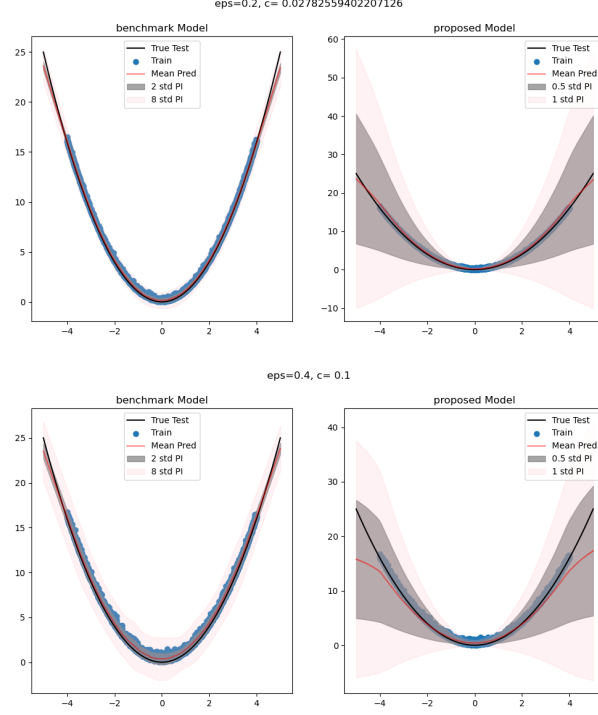 eps=0.2, c= 0.02782559402207126
benchmark Model
proposed Model
25
20
15
10
5
0
−4
−2
0
2
4
True Test
Train
Mean Pred
2 std PI
8 std PI
60
50
40
30
20
10
0
−10
−4
−2
0
2
4
True Test
Train
Mean Pred
0.5 std PI
1 std PI
eps=0.4, c= 0.1
benchmark Model
proposed Model
25
20
15
10
5
0
−4
−2
0
2
4
True Test
Train
Mean Pred
2 std PI
8 std PI
40
30
20
10
0
−4
−2
0
2
4
True Test
Train
Mean Pred
0.5 std PI
1 std PI